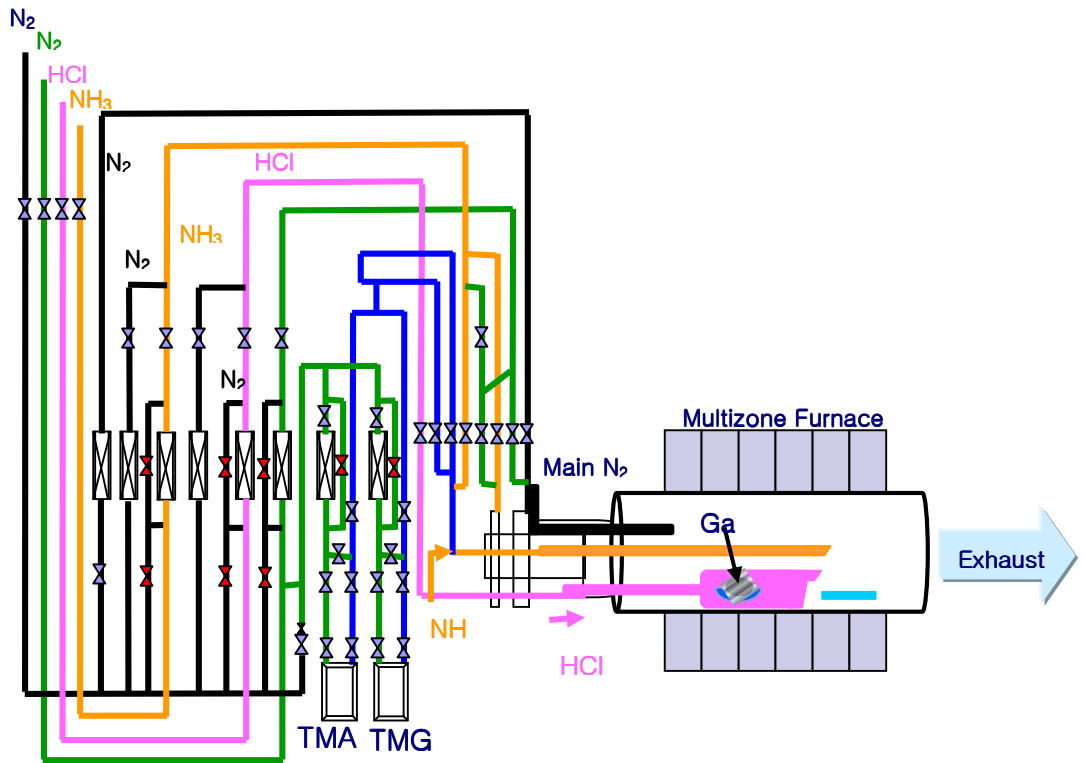 N₂
N₂
HCl
NH₃
N₂
HCl
NH₃
N₂
N₂
Multizone Furnace
Main N₂
Ga
Exhaust
NH
HCl
TMA
TMG